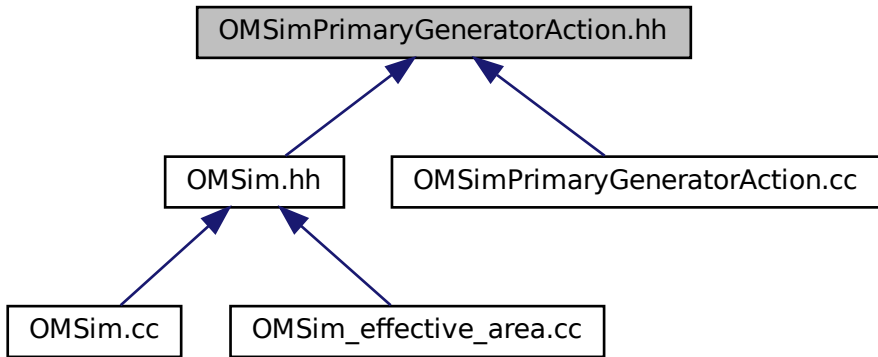 OMSimPrimaryGeneratorAction.hh
OMSim.hh
OMSimPrimaryGeneratorAction.cc
OMSim.cc
OMSim_effective_area.cc